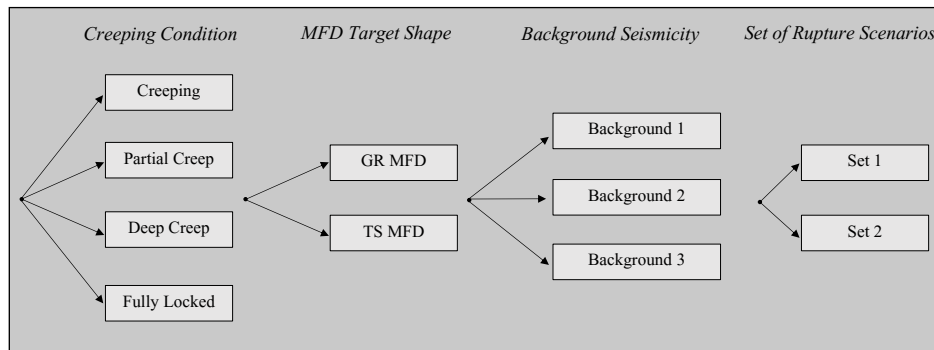 Creeping Condition
MFD Target Shape
Background Seismicity
Set of Rupture Scenarios
Creeping
Partial Creep
Deep Creep
Fully Locked
GR MFD
TS MFD
Background 1
Background 2
Background 3
Set 1
Set 2